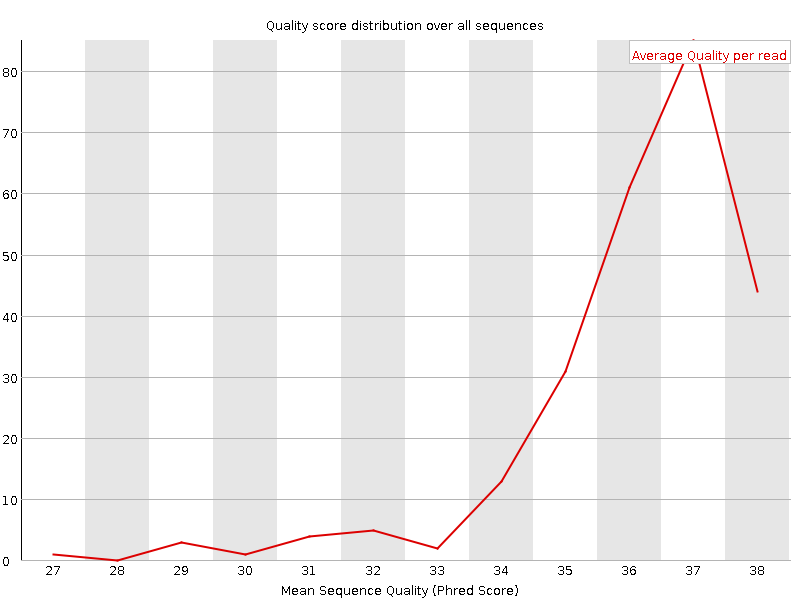 Quality score distribution over all sequences
Average Quality per read
80
70
60
50
40
30
20
10
0
27 28 29 30 31 32 33 34 35 36 37 38
Mean Sequence Quality (Phred Score)